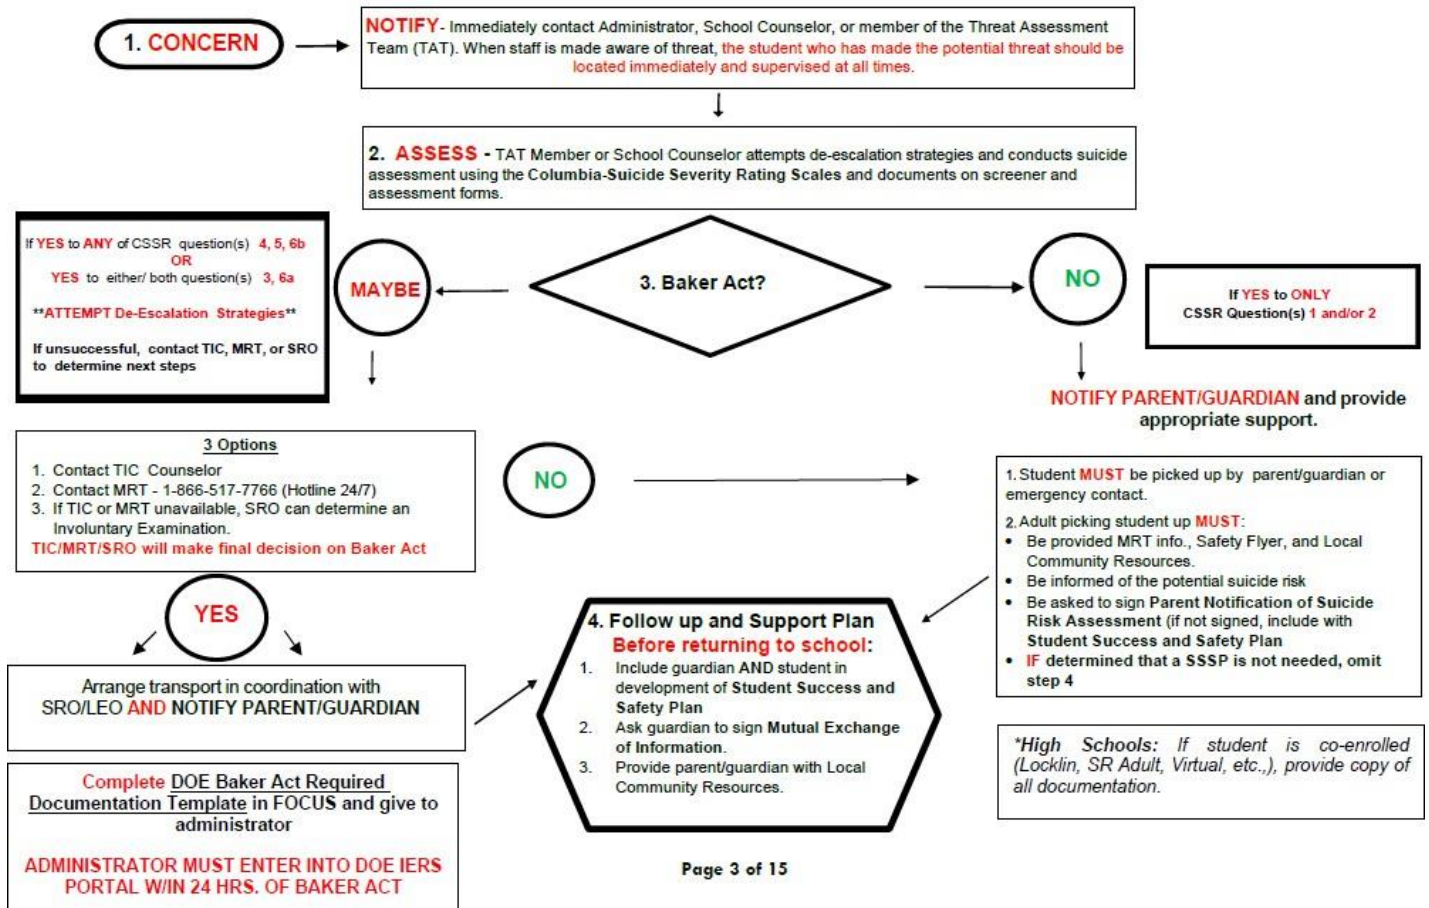 1. CONCERN
NOTIFY- Immediately contact Administrator, School Counselor, or member of the Threat Assessment
Team (TAT). When staff is made aware of threat, the student who has made the potential threat should be
located immediately and supervised at all times.
2. ASSESS - TAT Member or School Counselor attempts de-escalation strategies and conducts suicide
assessment using the Columbia-Suicide Severity Rating Scales and documents on screener and
assessment forms.
If YES to ANY of CSSR question(s) 4, 5, 6b
OR
YES to either/ both question(s) 3, 6a
**ATTEMPT De-Escalation Strategies**
If unsuccessful, contact TIC, MRT, or SRO
to determine next steps
MAYBE
3. Baker Act?
NO
If YES to ONLY
CSSR Question(s) 1 and/or 2
NOTIFY PARENT/GUARDIAN and provide
appropriate support.
3 Options
1. Contact TIC Counselor
2. Contact MRT - 1-866-517-7766 (Hotline 24/7)
3. If TIC or MRT unavailable, SRO can determine an
Involuntary Examination.
TIC/MRT/SRO will make final decision on Baker Act
NO
1. Student MUST be picked up by parent/guardian or
emergency contact.
2. Adult picking student up MUST:
• Be provided MRT info., Safety Flyer, and Local
Community Resources.
• Be informed of the potential suicide risk
• Be asked to sign Parent Notification of Suicide
Risk Assessment (if not signed, include with
Student Success and Safety Plan
• IF determined that a SSSP is not needed, omit
step 4
YES
Arrange transport in coordination with
SRO/LEO AND NOTIFY PARENT/GUARDIAN
4. Follow up and Support Plan
Before returning to school:
1. Include guardian AND student in
development of Student Success and
Safety Plan
2. Ask guardian to sign Mutual Exchange
of Information.
3. Provide parent/guardian with Local
Community Resources.
*High Schools: If student is co-enrolled
(Locklin, SR Adult, Virtual, etc.,), provide copy of
all documentation.
Complete DOE Baker Act Required
Documentation Template in FOCUS and give to
administrator
ADMINISTRATOR MUST ENTER INTO DOE IERS
PORTAL W/IN 24 HRS. OF BAKER ACT
Page 3 of 15